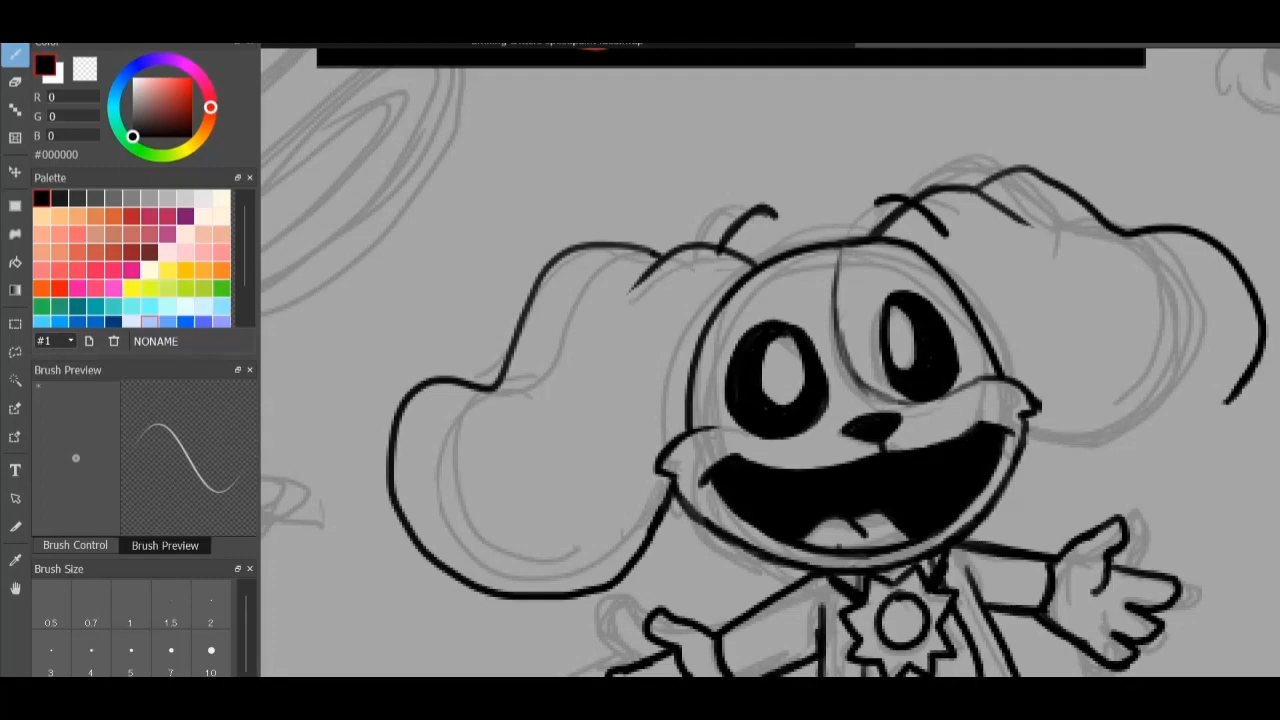 Color
R 0
G 0
B 0
#000000
Palette
#1 NONAME
Brush Preview
*
T
Brush Control Brush Preview
Brush Size
0.5 0.7 1 1.5 2
3 4 5 7 10